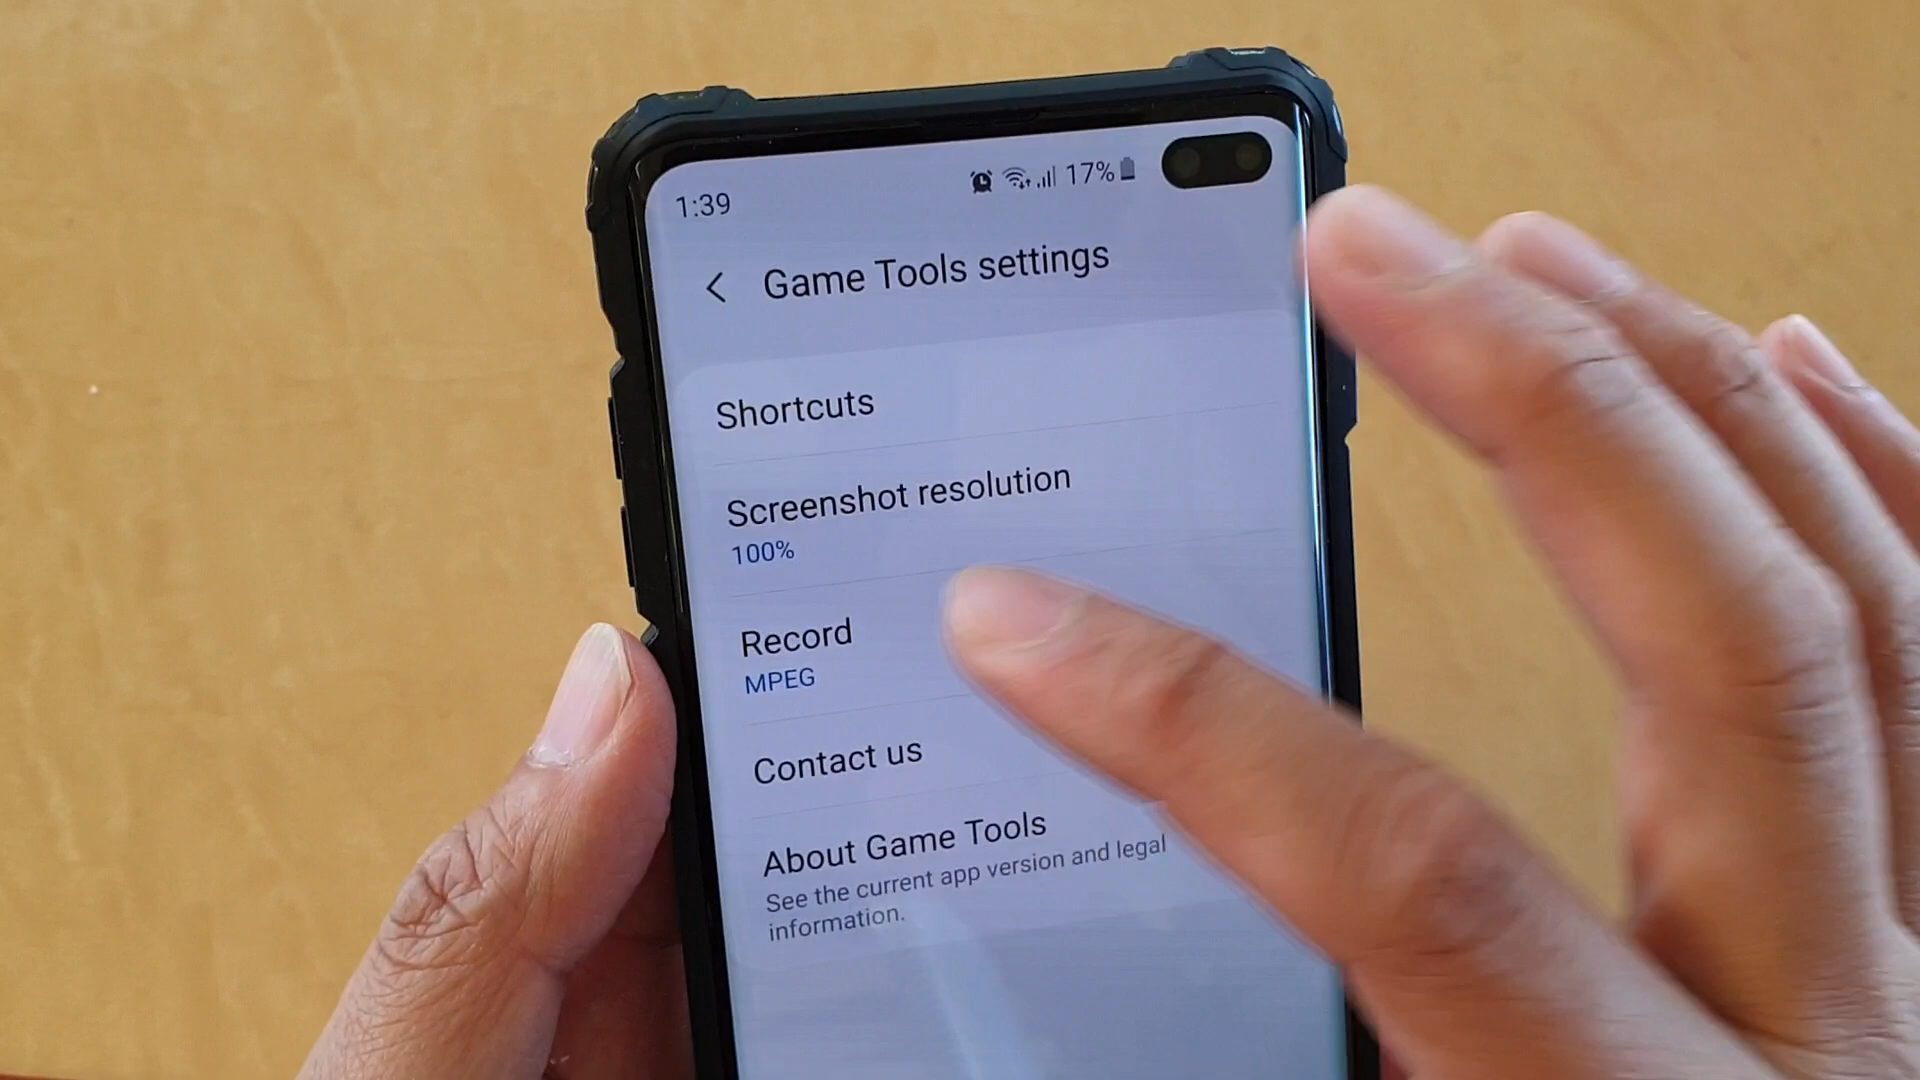 1:39
17%
Game Tools settings
Shortcuts
Screenshot resolution
100%
Record
MPEG
Contact us
About Game Tools
See the current app version and legal
information.